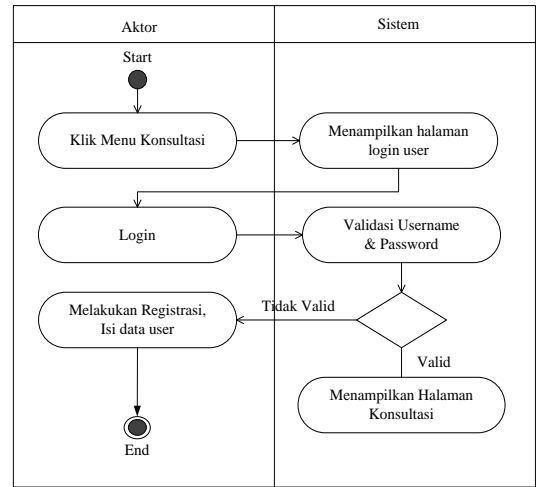 Aktor
Sistem
Start
Klik Menu Konsultasi
Menampilkan halaman
login user
Login
Validasi Username
& Password
Melakukan Registrasi,
Isi data user
Tidak Valid
Valid
Menampilkan Halaman
Konsultasi
End